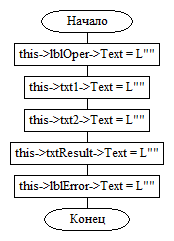 Начало
this->lblOper->Text = L""
this->txt1->Text = L""
this->txt2->Text = L""
this->txtResult->Text = L""
this->lblError->Text = L""
Конец